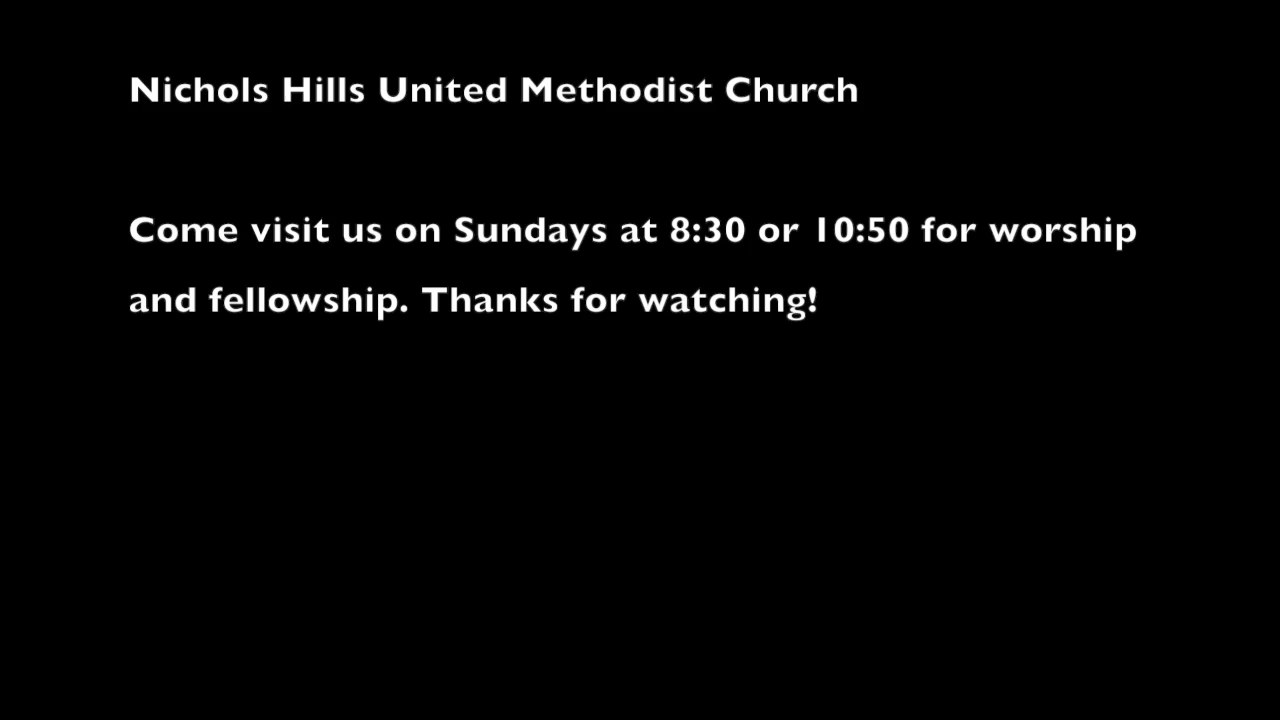 Nichols Hills United Methodist Church
Come visit us on Sundays at 8:30 or 10:50 for worship
and fellowship. Thanks for watching!